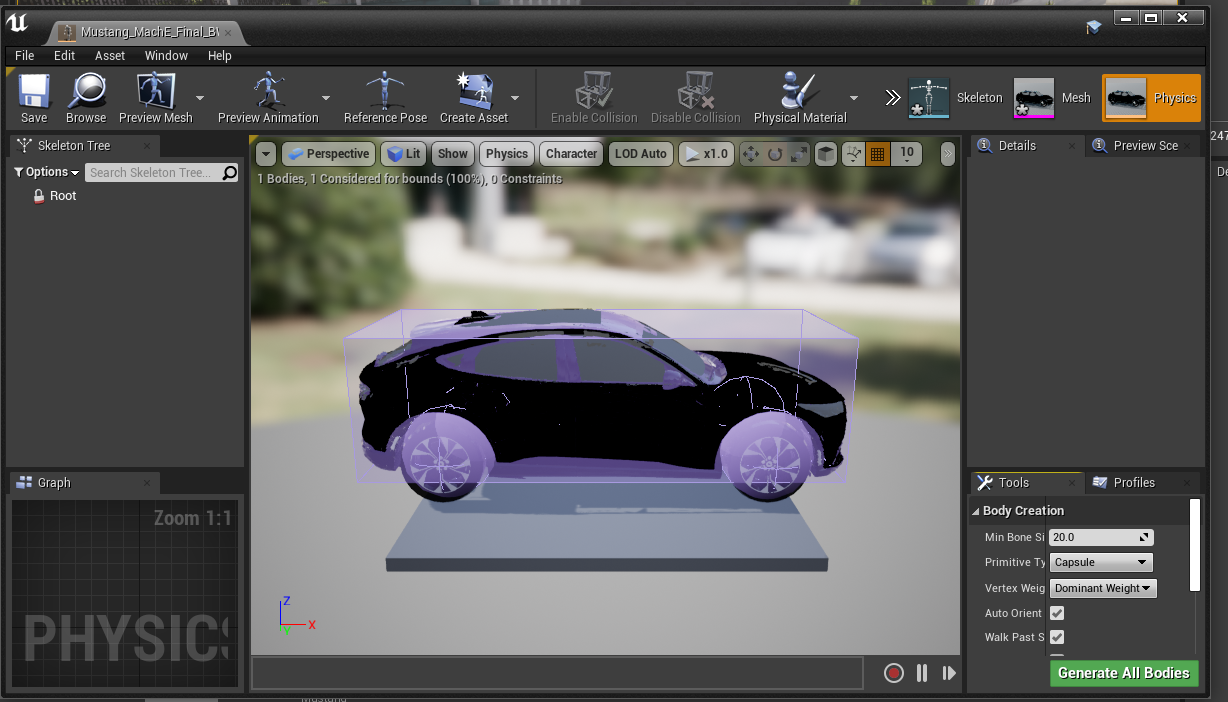 Mustang_MachE_Final_B
File Edit Asset Window Help
Save Browse Preview Mesh Preview Animation Reference Pose Create Asset Enable Collision Disable Collision Physical Material Skeleton Mesh Physics
Skeleton Tree
Options Search Skeleton Tree...
Root
Perspective Lit Show Physics Character LOD Auto x1.0 10
1 Bodies, 1 Considered for bounds (100%), 0 Constraints
Z
X
Y
Details Preview Sce
Graph
Zoom 1:1
PHYSICS
Tools Profiles
Body Creation
Min Bone Si 20.0
Primitive Ty Capsule
Vertex Weig Dominant Weight
Auto Orient
Walk Past S
Generate All Bodies
247
De
Mustang